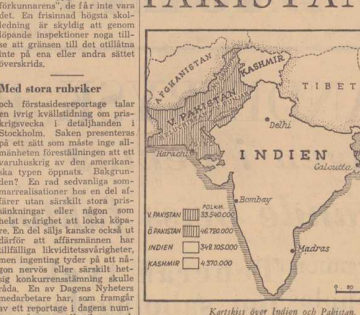 PAKISTAN
förkunnarens", de får inte vara
det. En frisinnad högsta skol-
ledning är skyldig att genom
löpande inspektioner noga till-
se att gränsen till det otillåtna
inte på ena eller andra sättet
överskrids.
Med stora rubriker
och förstasidesreportage talar
en ivrig kvällstidning om pris-
krigsvecka i detaljhandeln i
Stockholm. Saken presenteras
på ett sätt som måste inge all-
mänheten föreställningen att ett
varuhuskrig av den amerikan-
ska typen öppnats. Bakgrun-
den? En rad sedvanliga som-
marrealisationer hos en del af-
färer utan särskilt stora pris-
sänkningar eller någon som
helst avsikt att locka köpa-
re. En del säljs kanske också ut
därför att affärsmännen har
tillfälliga likviditetssvårigheter,
men ingenting tyder på att nå-
gon nervös eller särskilt het-
sig konkurrensstämning skulle
råda. En av Dagens Nyheters
medarbetare har, som framgår
av ett reportage i dagens num-
AFGHANISTAN
KASHMIR
V. PAKISTAN
TIBET
Delhi
Karachi
INDIEN
Calcutta
Bombay
Madras
FOLKM.
V. PAKISTAN 33.540.000
Ö PAKISTAN 46.720.000
INDIEN 348.105.000
KASHMIR 4.370.000
Kartskiss över Indien och Pakistan.